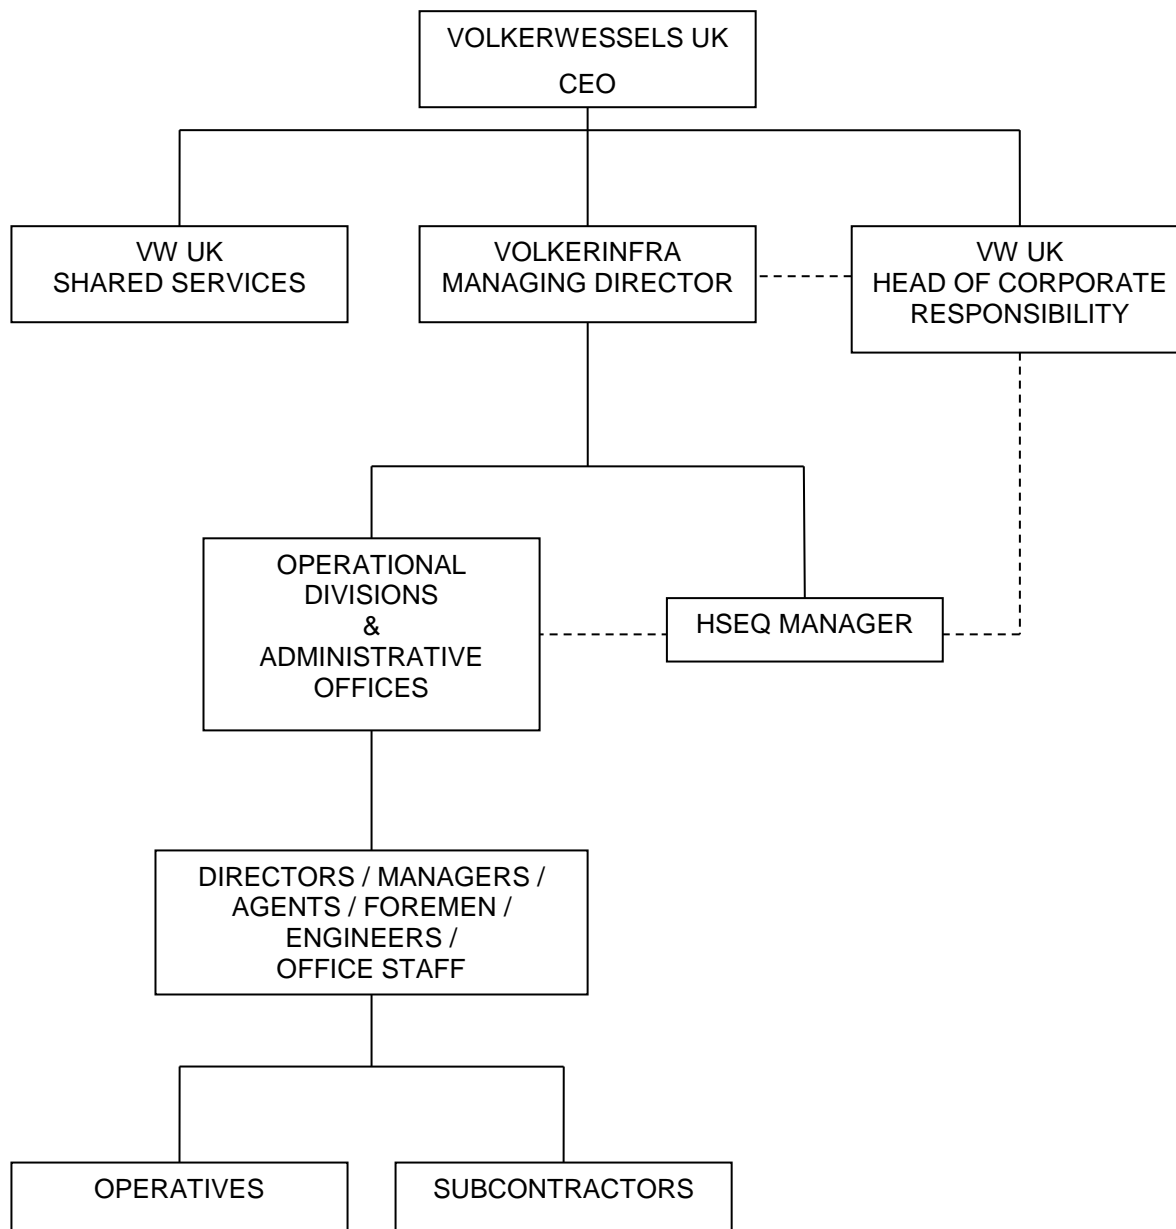 VOLKERWESSELS UK
CEO
VW UK
SHARED SERVICES
VOLKERINFRA
MANAGING DIRECTOR
VW UK
HEAD OF CORPORATE
RESPONSIBILITY
OPERATIONAL
DIVISIONS
&
ADMINISTRATIVE
OFFICES
HSEQ MANAGER
DIRECTORS / MANAGERS /
AGENTS / FOREMEN /
ENGINEERS /
OFFICE STAFF
OPERATIVES
SUBCONTRACTORS